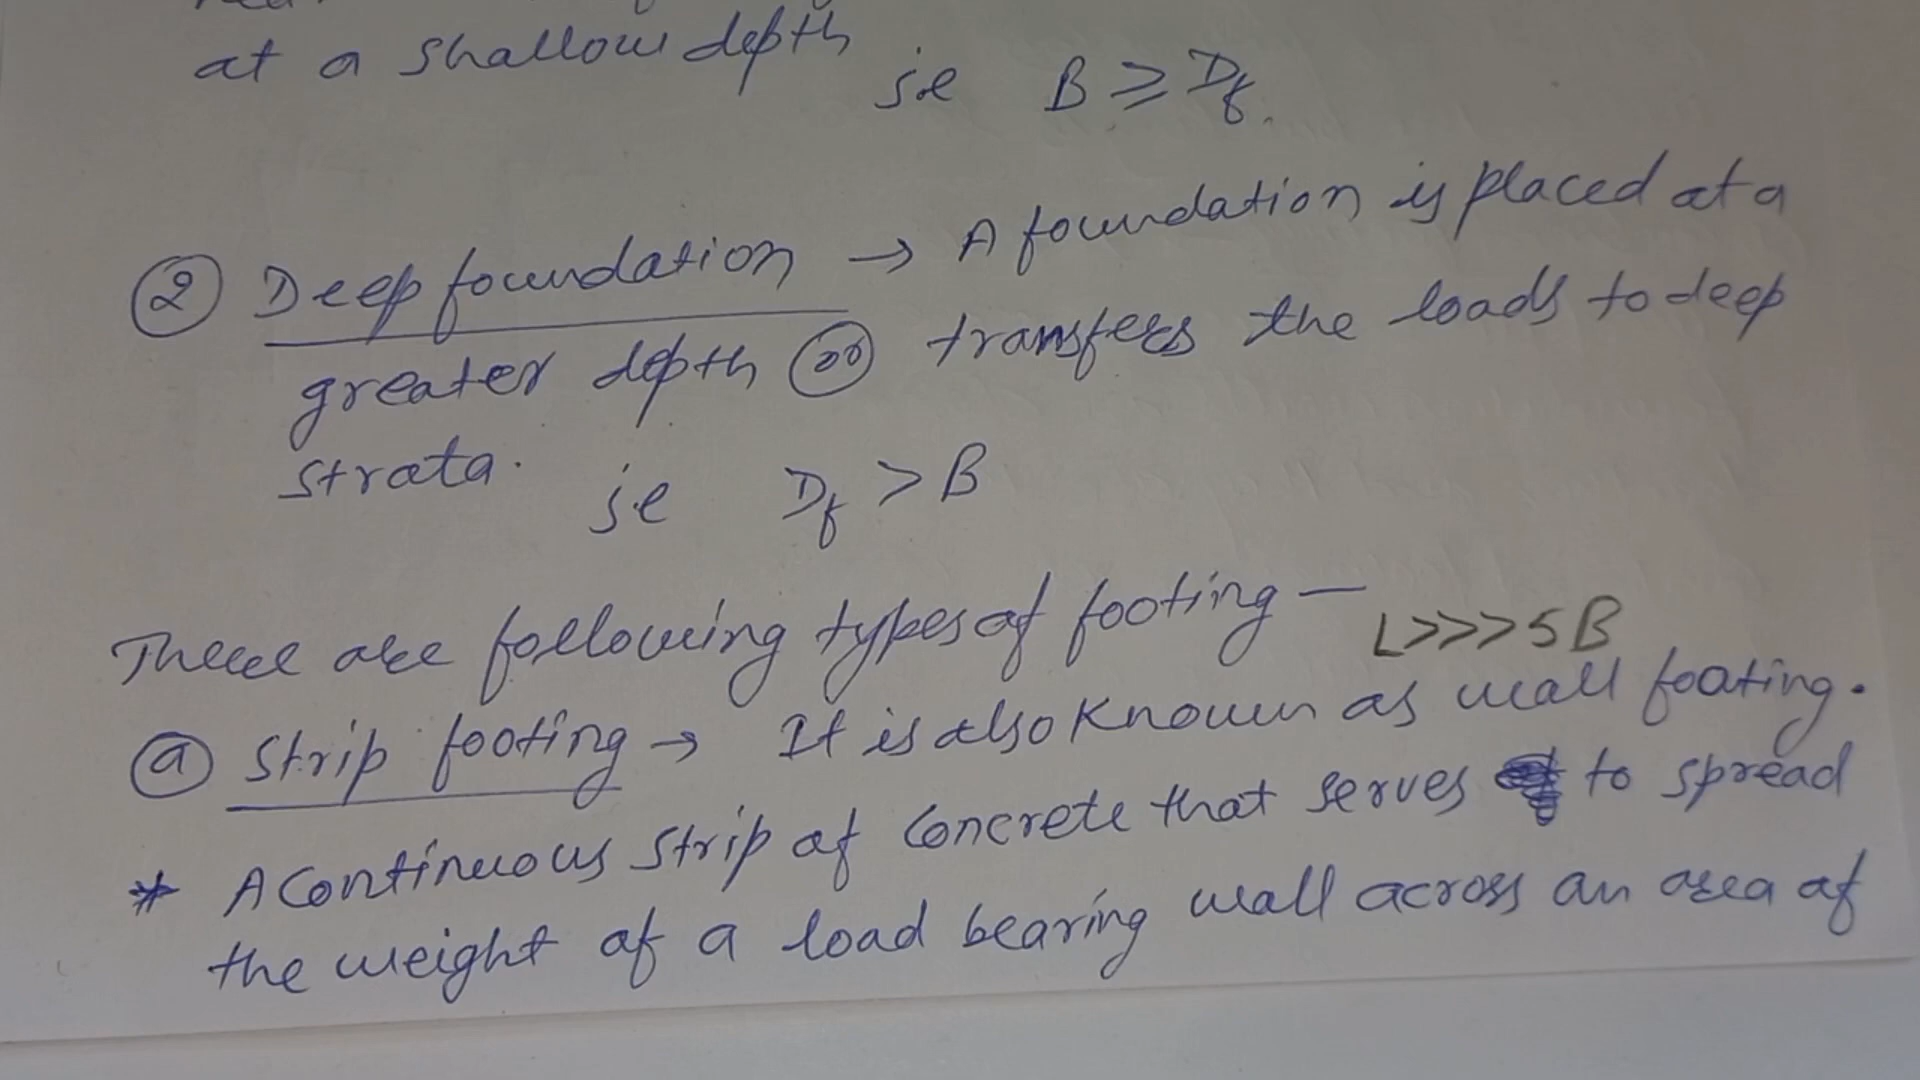 at a shallow depth ie B ≥ Df.
② Deep foundation → A foundation is placed at a
greater depth (or) transfers the loads to deep
strata. ie Df > B
There are following types of footing —
L>>>5B
(a) Strip footing → It is also known as wall footing.
* A Continuous Strip of Concrete that serves to spread
the weight of a load bearing wall across an area of